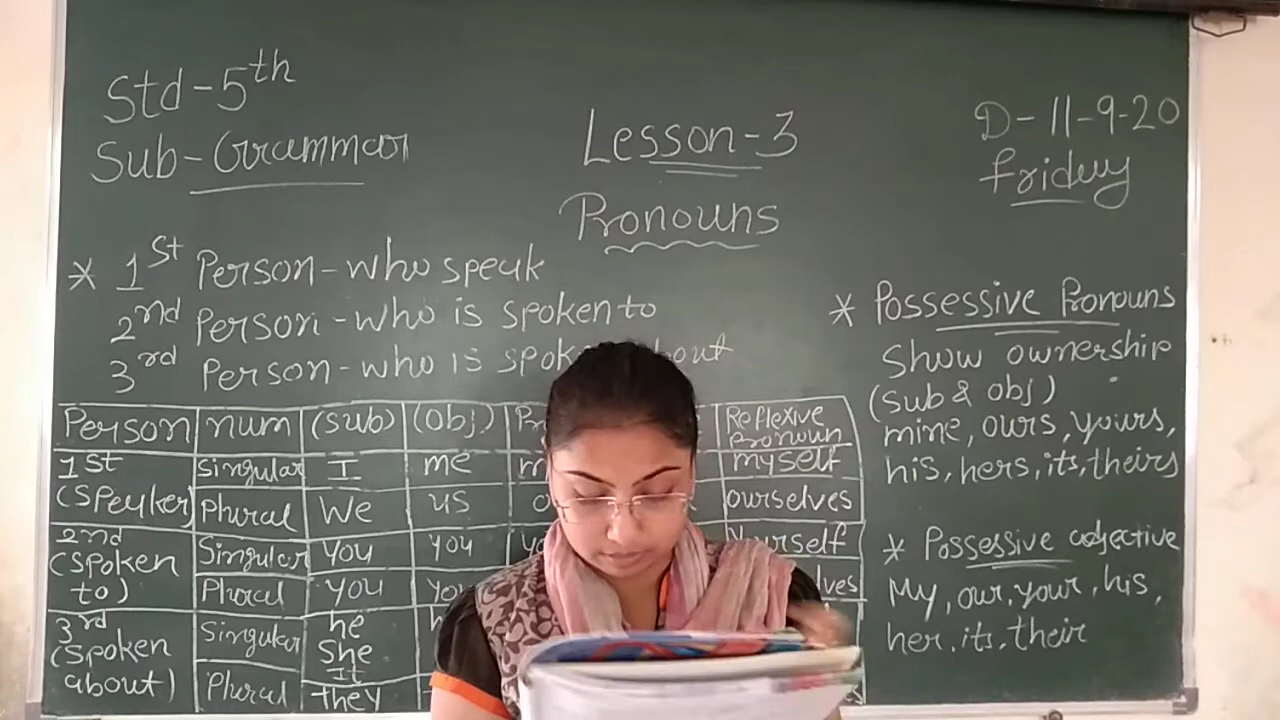 Std-5th
Sub-Grammar
Lesson-3
Pronouns
D-11-9-20
Friday
* 1st Person-who speak
2nd Person-who is spoken to
3rd Person-who is spoken about
Person num (sub) (obj) Reflexive Pronoun
1st (Speaker) Singular I me myself
Plural We us ourselves
2nd (Spoken to) Singular you you
Plural you
3rd (Spoken about) Singular he She It
Plural they
* Possessive Pronouns
Show ownership
(sub & obj)
mine, ours, yours,
his, hers, its, theirs
* Possessive adjective
My, our, your, his,
her, its, their